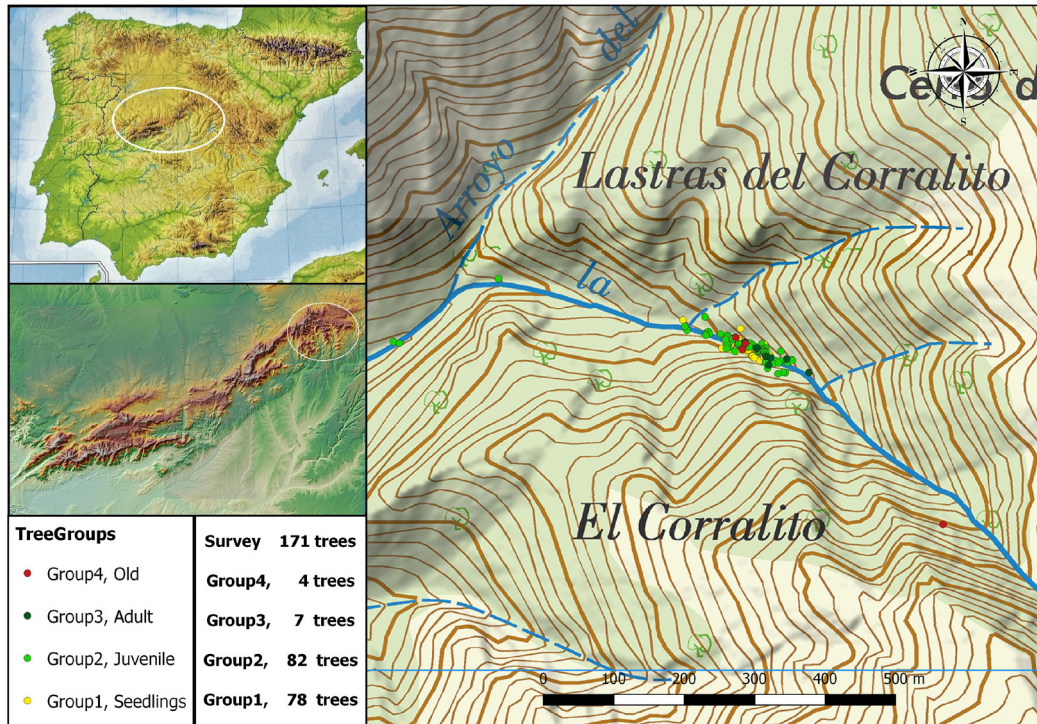 TreeGroups
Group4, Old
Group3, Adult
Group2, Juvenile
Group1, Seedlings
Survey 171 trees
Group4, 4 trees
Group3, 7 trees
Group2, 82 trees
Group1, 78 trees
del
Arroyo
la
N
E
S
d
Lastras del Corralito
El Corralito
0 100 200 300 400 500 m